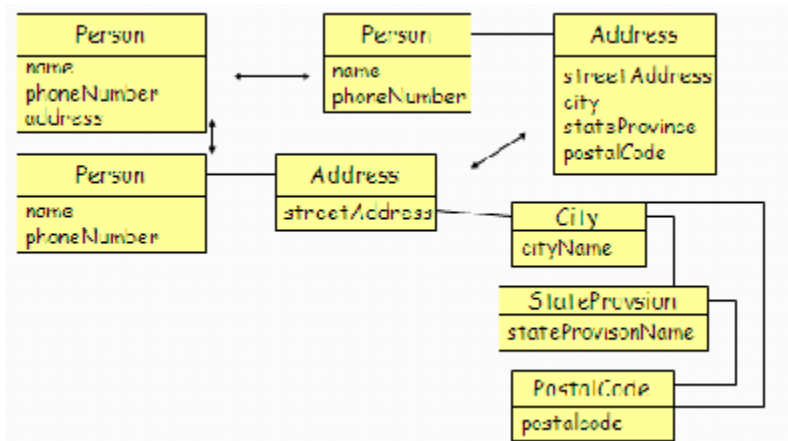 Person
name
phoneNumber
address
Person
name
phoneNumber
Address
streetAddress
city
stateProvince
postalCode
Person
name
phoneNumber
Address
streetAddress
City
cityName
StateProvsion
stateProvisonName
PostalCode
postalcode